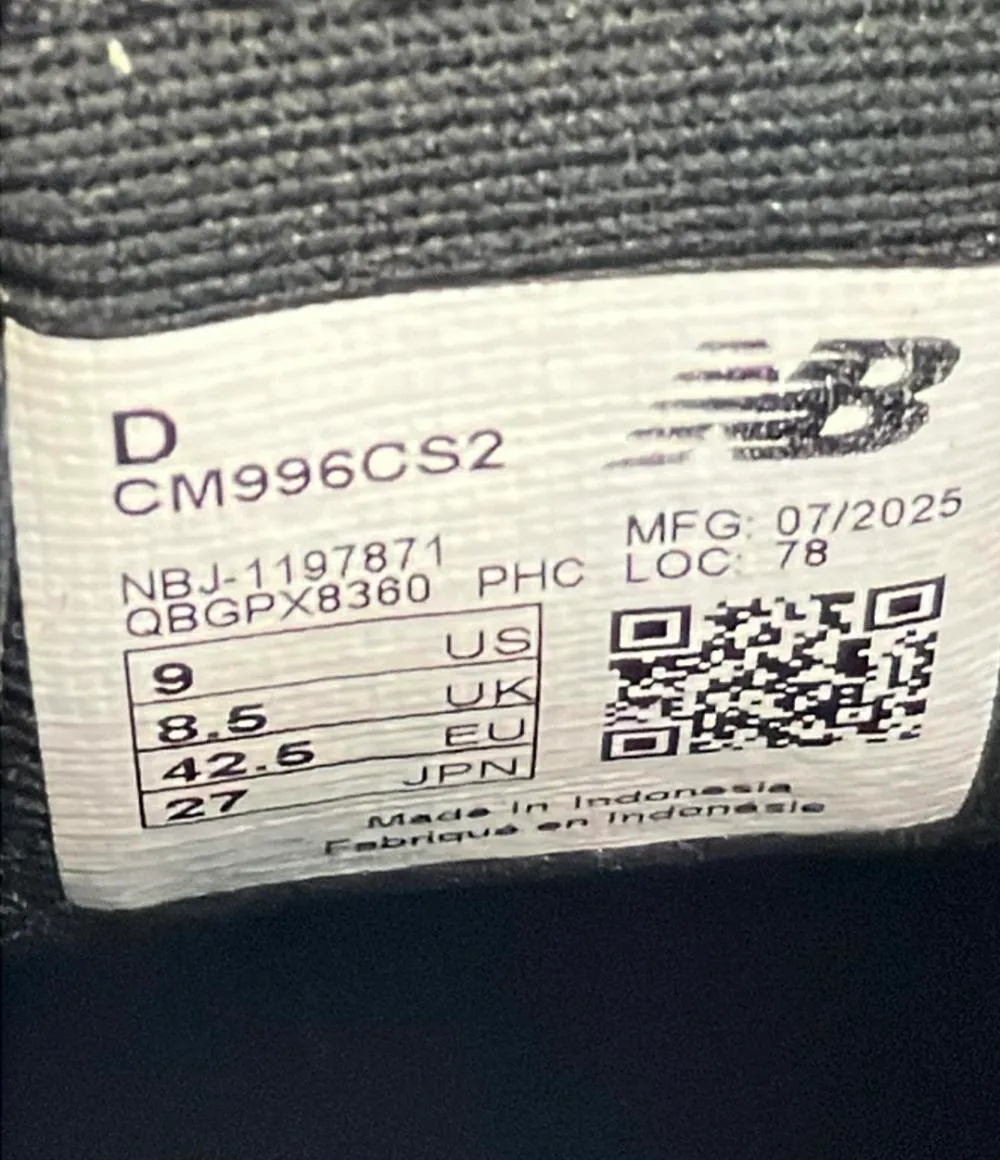 D
CM996CS2
NBJ-1197871
QBGPX8360 PHC
MFG: 07/2025
LOC: 78
9 US
8.5 UK
42.5 EU
27 JPN
Made in Indonesia
Fabriqué en Indonésie